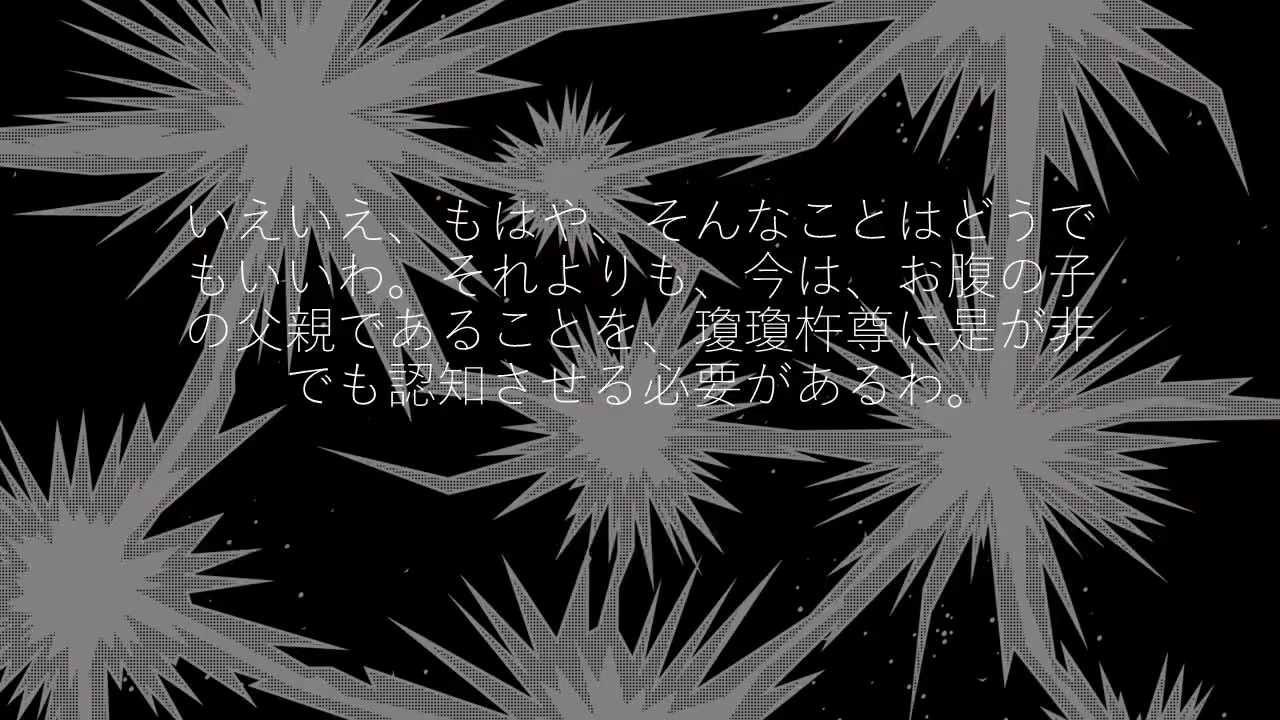 いえいえ、もはや、そんなことはどうで
もいいわ。それよりも、今は、お腹の子
の父親であることを、瓊瓊杵尊に是が非
でも認知させる必要があるわ。